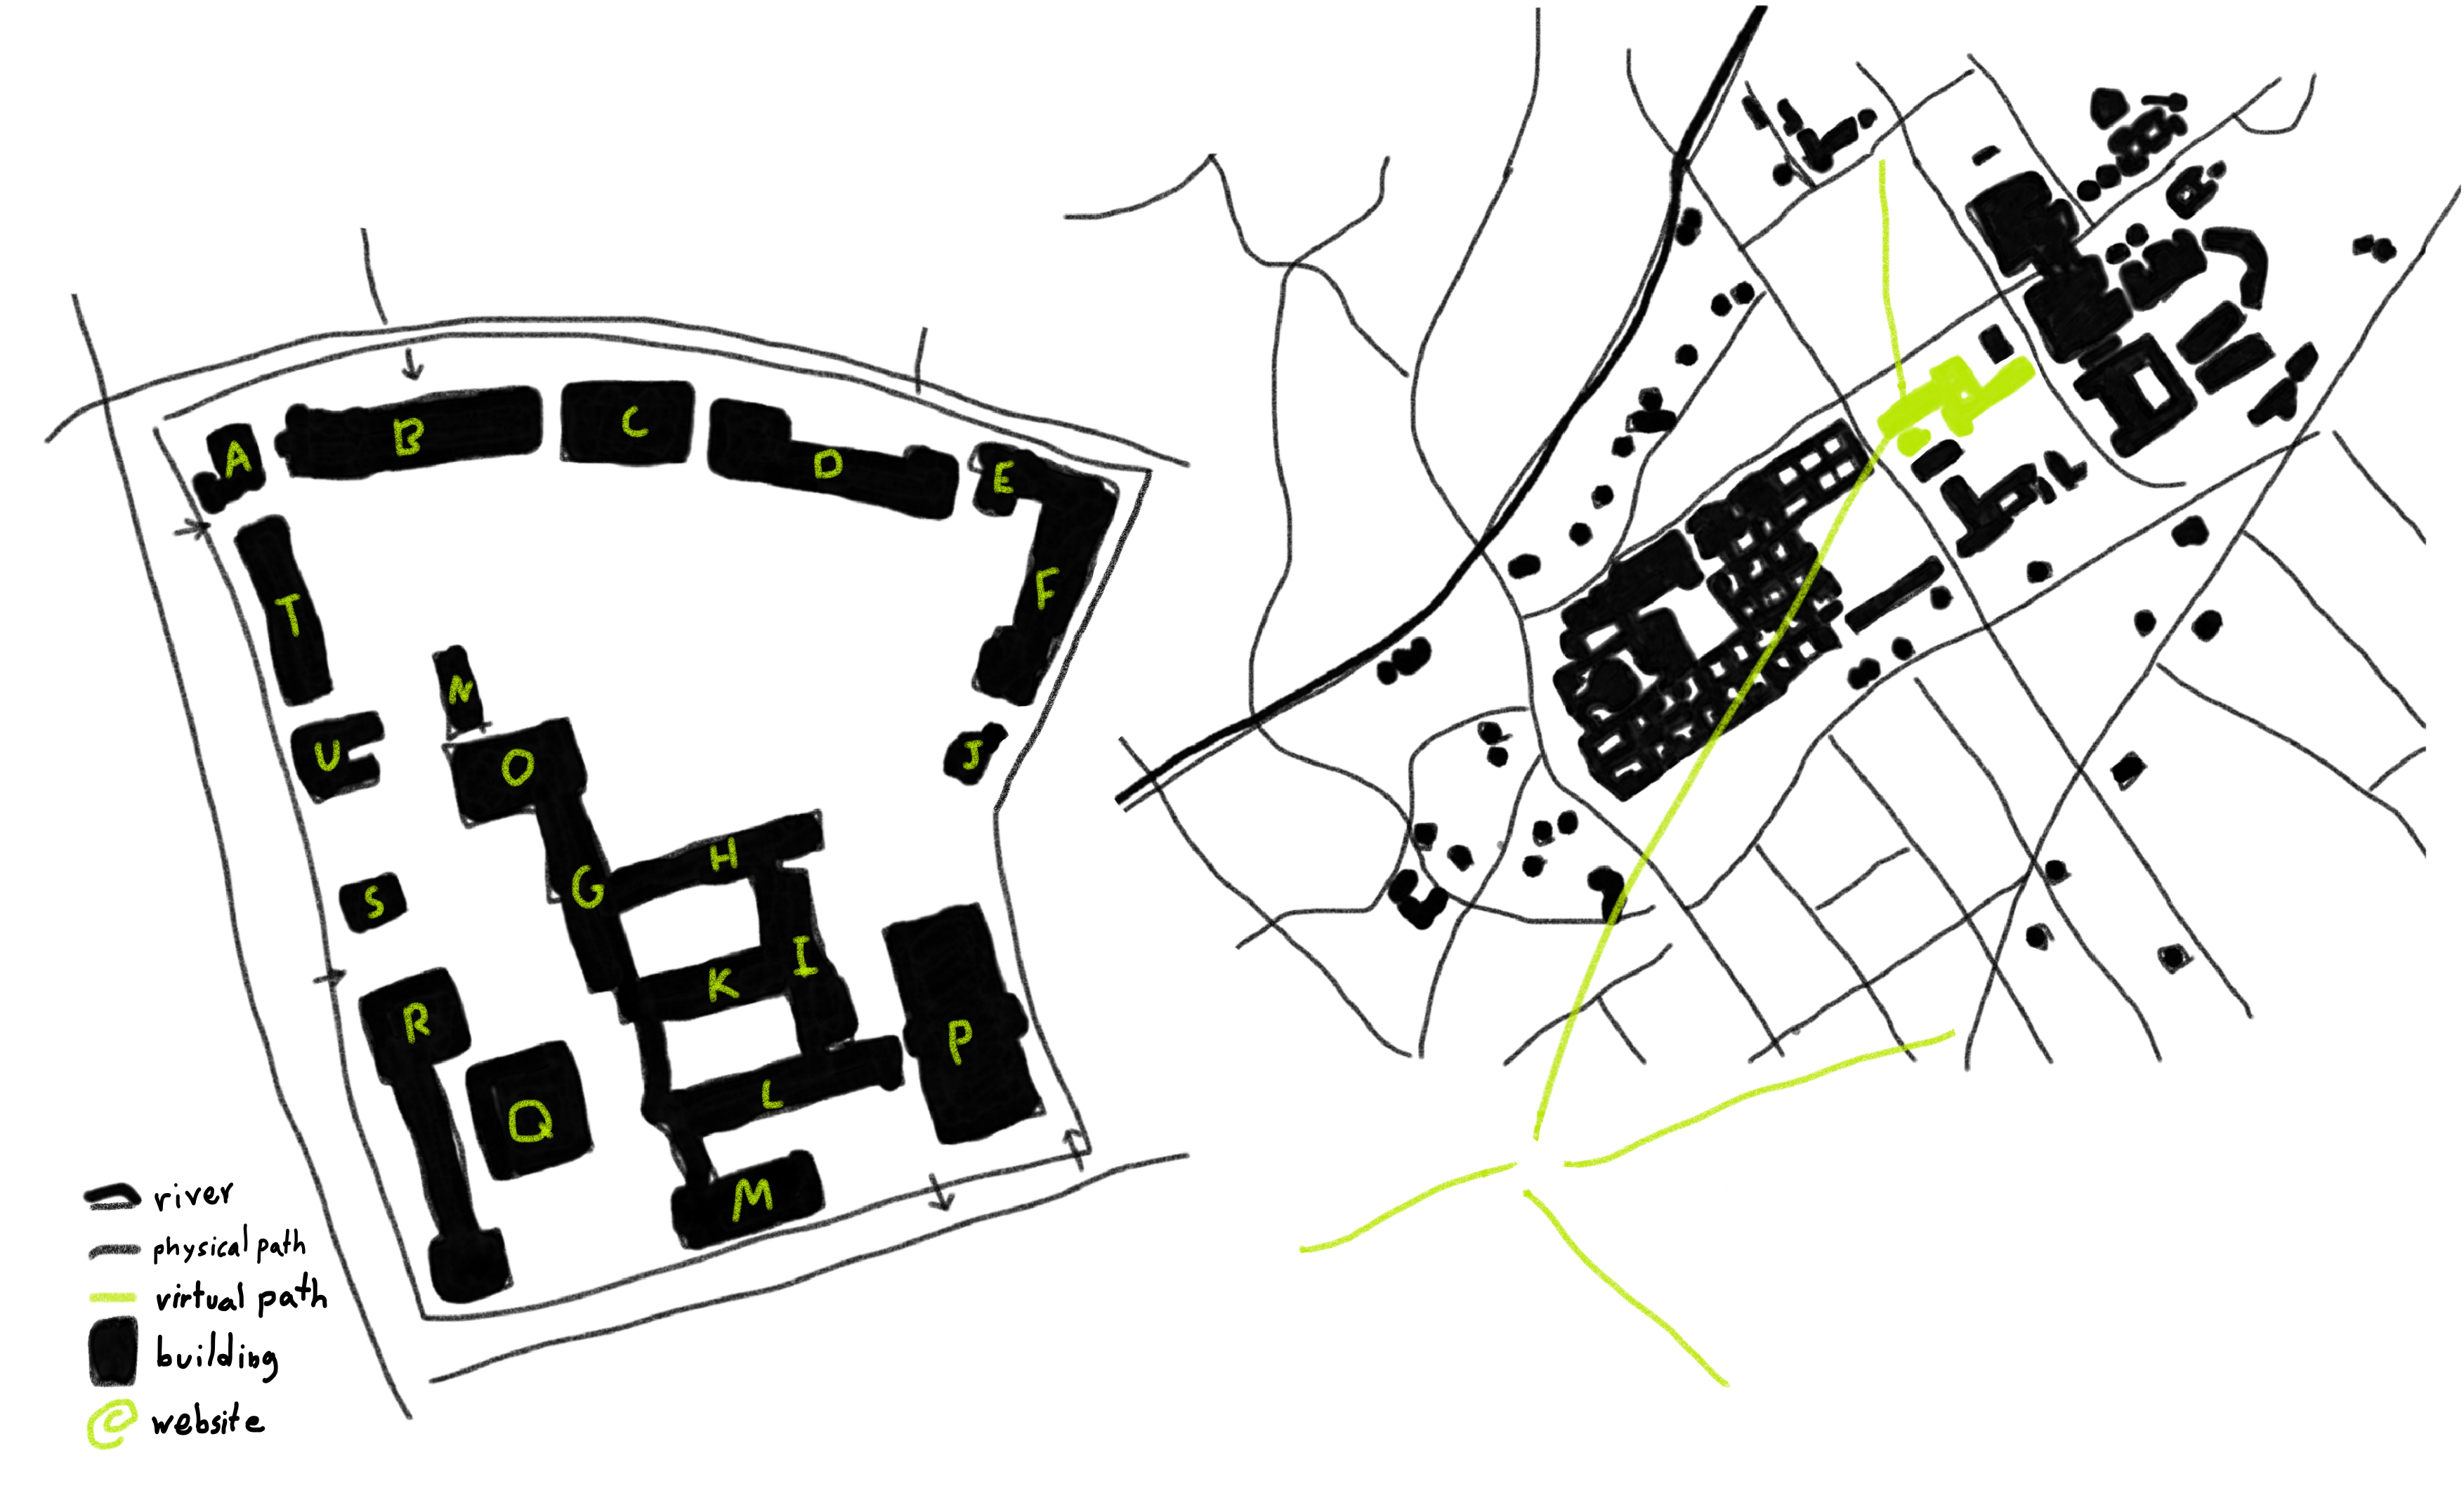 A
B
C
D
E
F
T
N
U
O
J
H
G
S
I
K
R
P
L
Q
M
river
physical path
virtual path
building
@ website